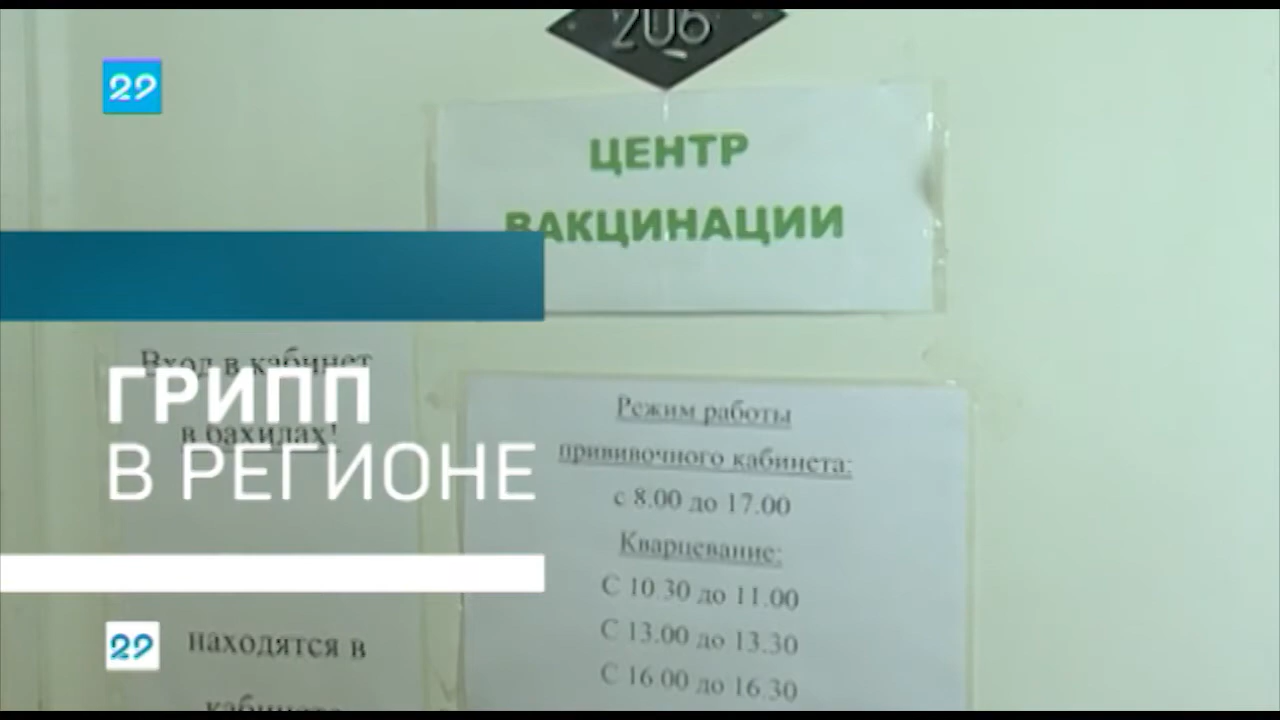 206
29
ЦЕНТР
ВАКЦИНАЦИИ
Вход в кабинет
в бахилах!
ГРИПП
В РЕГИОНЕ
Режим работы
прививочного кабинета:
с 8.00 до 17.00
Кварцевание:
С 10.30 до 11.00
С 13.00 до 13.30
С 16.00 до 16.30
29
находятся в
кабинете